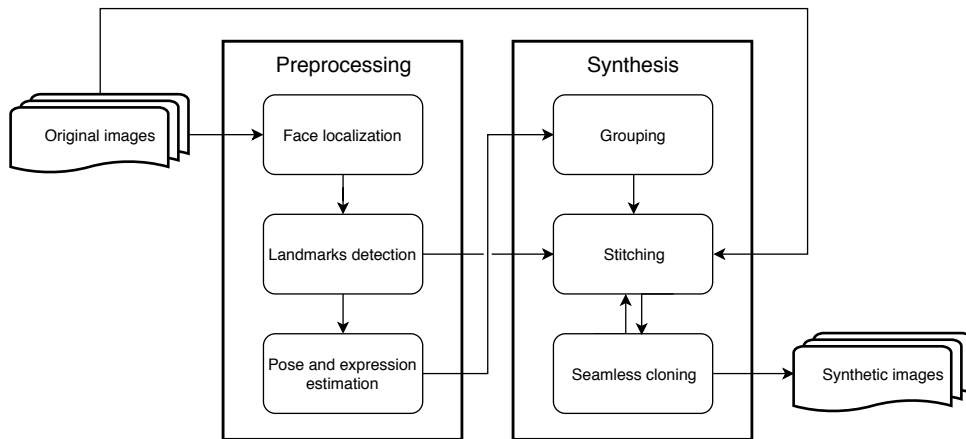 Preprocessing
Synthesis
Original images
Face localization
Grouping
Landmarks detection
Stitching
Pose and expression
estimation
Seamless cloning
Synthetic images